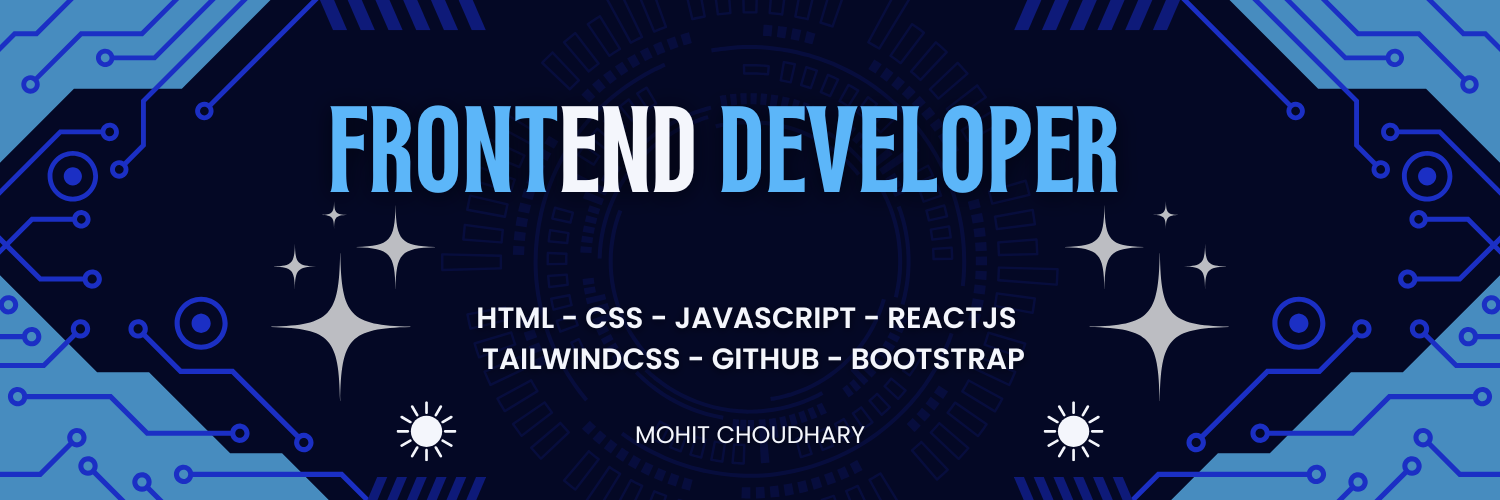 FRONTEND DEVELOPER
HTML - CSS - JAVASCRIPT - REACTJS
TAILWINDCSS - GITHUB - BOOTSTRAP
MOHIT CHOUDHARY